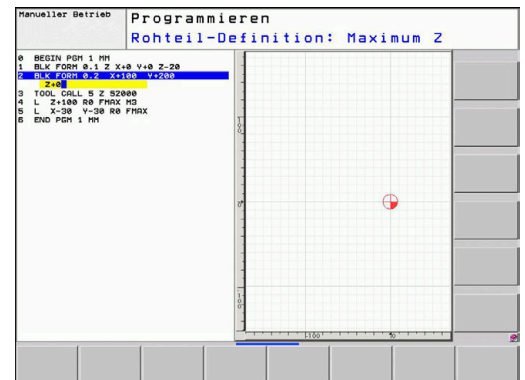 Manueller Betrieb
Programmieren
Rohteil-Definition: Maximum Z
0 BEGIN PGM 1 MM
1 BLK FORM 0.1 Z X+0 Y+0 Z-20
2 BLK FORM 0.2 X+100 Y+200
Z+0
3 TOOL CALL 5 Z S2000
4 L Z+100 R0 FMAX M3
5 L X-30 Y-30 R0 FMAX
6 END PGM 1 MM